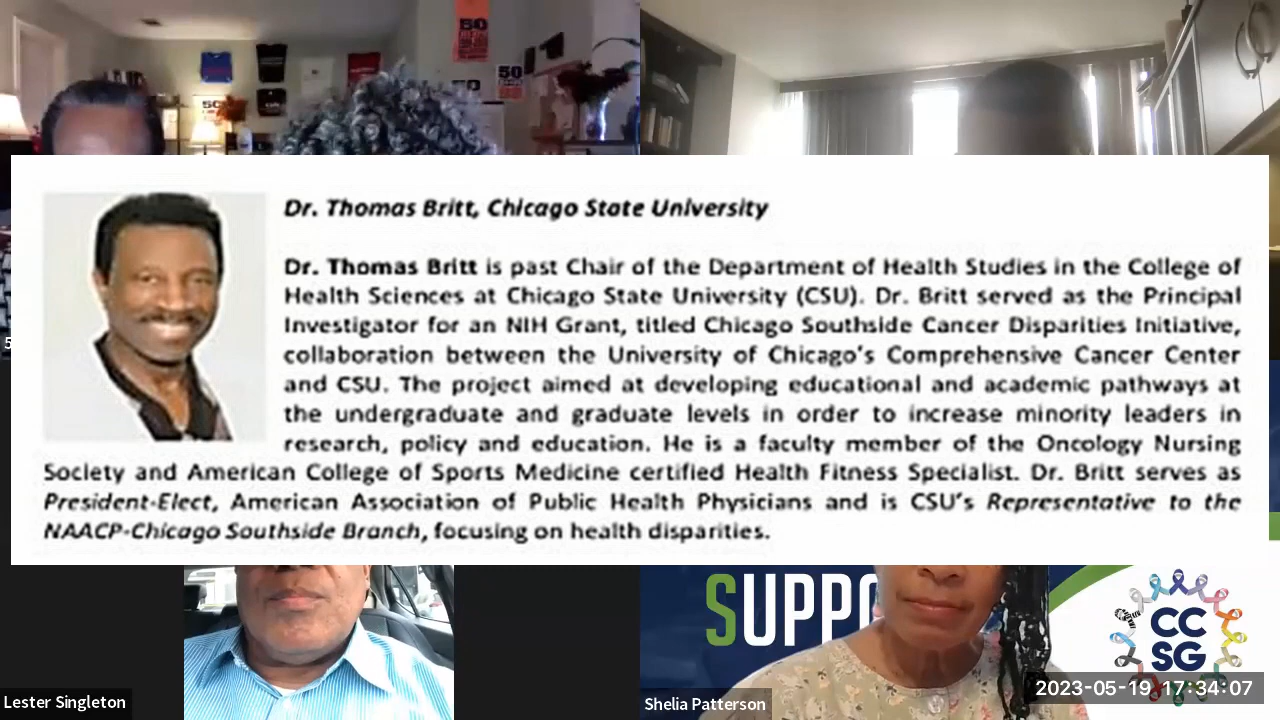 50
50
50
Dr. Thomas Britt, Chicago State University
Dr. Thomas Britt is past Chair of the Department of Health Studies in the College of
Health Sciences at Chicago State University (CSU). Dr. Britt served as the Principal
Investigator for an NIH Grant, titled Chicago Southside Cancer Disparities Initiative,
collaboration between the University of Chicago's Comprehensive Cancer Center
and CSU. The project aimed at developing educational and academic pathways at
the undergraduate and graduate levels in order to increase minority leaders in
research, policy and education. He is a faculty member of the Oncology Nursing
Society and American College of Sports Medicine certified Health Fitness Specialist. Dr. Britt serves as
President-Elect, American Association of Public Health Physicians and is CSU's Representative to the
NAACP-Chicago Southside Branch, focusing on health disparities.
5
SUPPO
CC
SG
Lester Singleton
Shelia Patterson
2023-05-19 17:34:07